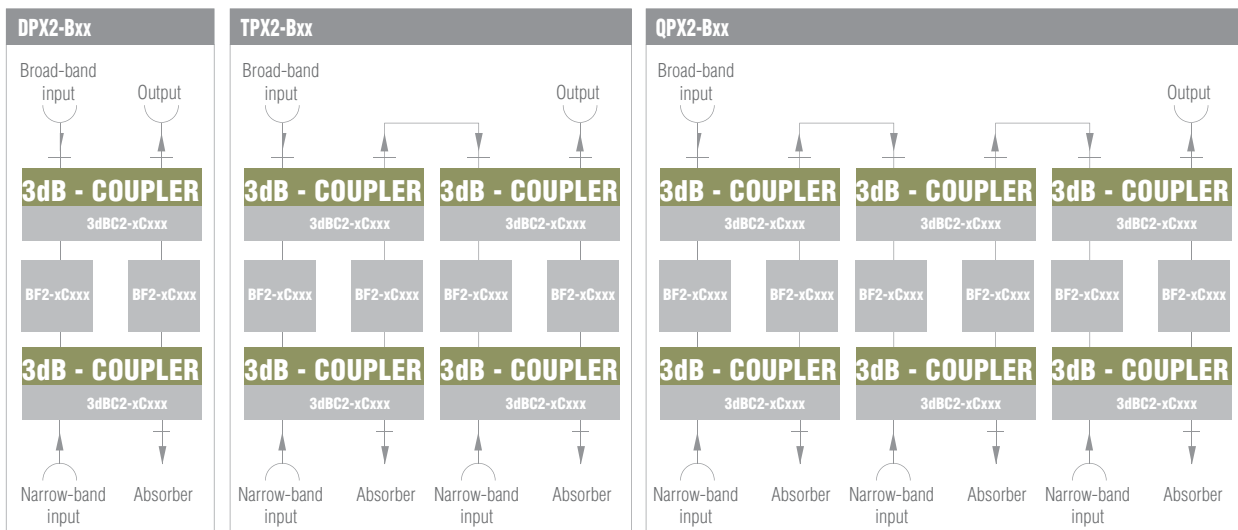 DPX2-Bxx
Broad-band
input
Output
3dB - COUPLER
3dBC2-xCxxx
BF2-xCxxx
BF2-xCxxx
3dB - COUPLER
3dBC2-xCxxx
Narrow-band
input
Absorber
TPX2-Bxx
Broad-band
input
Output
3dB - COUPLER
3dB - COUPLER
3dBC2-xCxxx
3dBC2-xCxxx
BF2-xCxxx
BF2-xCxxx
BF2-xCxxx
BF2-xCxxx
3dB - COUPLER
3dB - COUPLER
3dBC2-xCxxx
3dBC2-xCxxx
Narrow-band
input
Absorber
Narrow-band
input
Absorber
QPX2-Bxx
Broad-band
input
Output
3dB - COUPLER
3dB - COUPLER
3dB - COUPLER
3dBC2-xCxxx
3dBC2-xCxxx
3dBC2-xCxxx
BF2-xCxxx
BF2-xCxxx
BF2-xCxxx
BF2-xCxxx
BF2-xCxxx
BF2-xCxxx
3dB - COUPLER
3dB - COUPLER
3dB - COUPLER
3dBC2-xCxxx
3dBC2-xCxxx
3dBC2-xCxxx
Narrow-band
input
Absorber
Narrow-band
input
Absorber
Narrow-band
input
Absorber